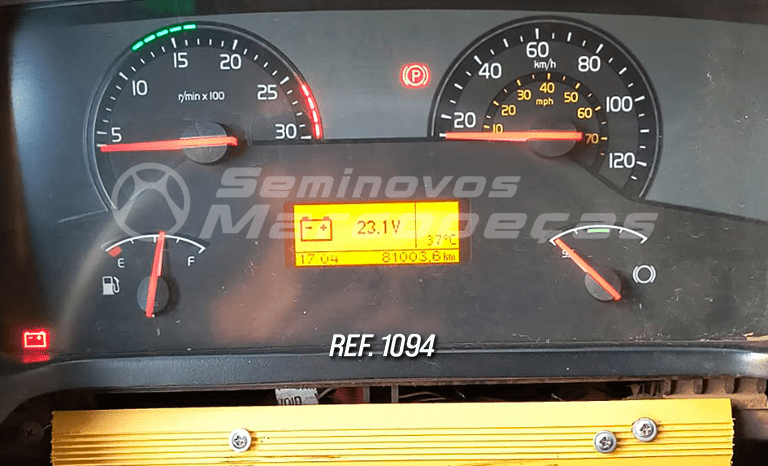 5 10 15 20 25 30
r/min x 100
20 40 60 80 100 120
km/h
10 20 30 40 50 60 70
mph
P
Seminovos
Marcopeças
23,1V
37°C
17 04 81003,6 km
E F
REF. 1094
VOID